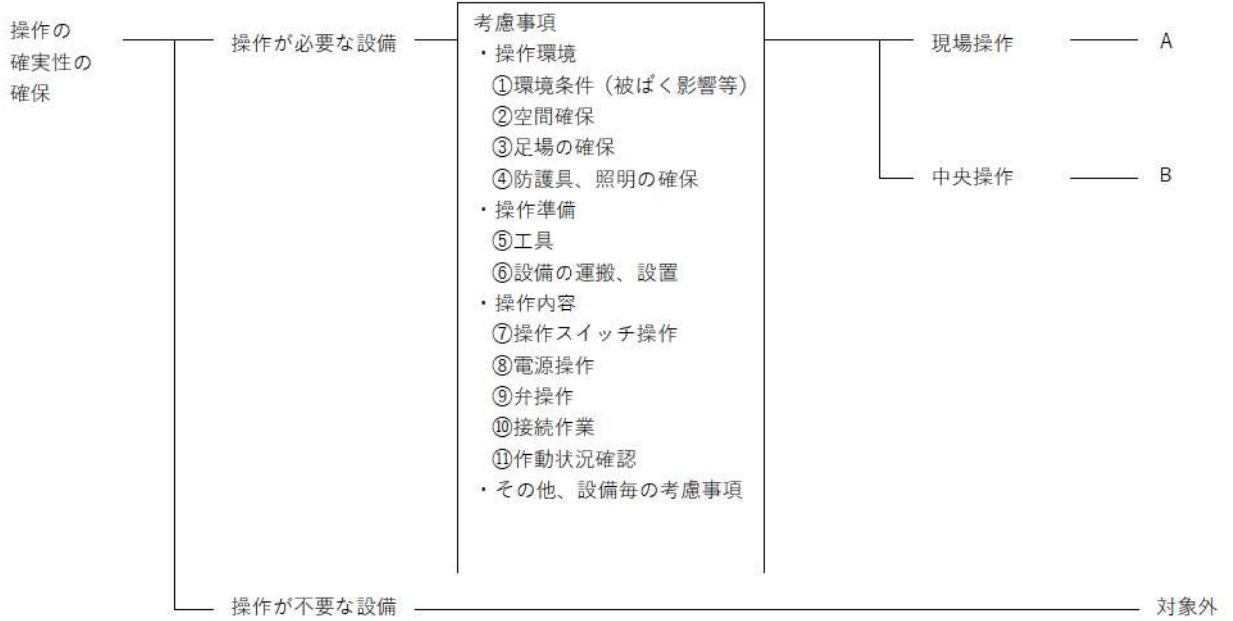 操作の
確実性の
確保
操作が必要な設備
考慮事項
・操作環境
①環境条件（被ばく影響等）
②空間確保
③足場の確保
④防護具、照明の確保
・操作準備
⑤工具
⑥設備の運搬、設置
・操作内容
⑦操作スイッチ操作
⑧電源操作
⑨弁操作
⑩接続作業
⑪作動状況確認
・その他、設備毎の考慮事項
現場操作
A
中央操作
B
操作が不要な設備
対象外